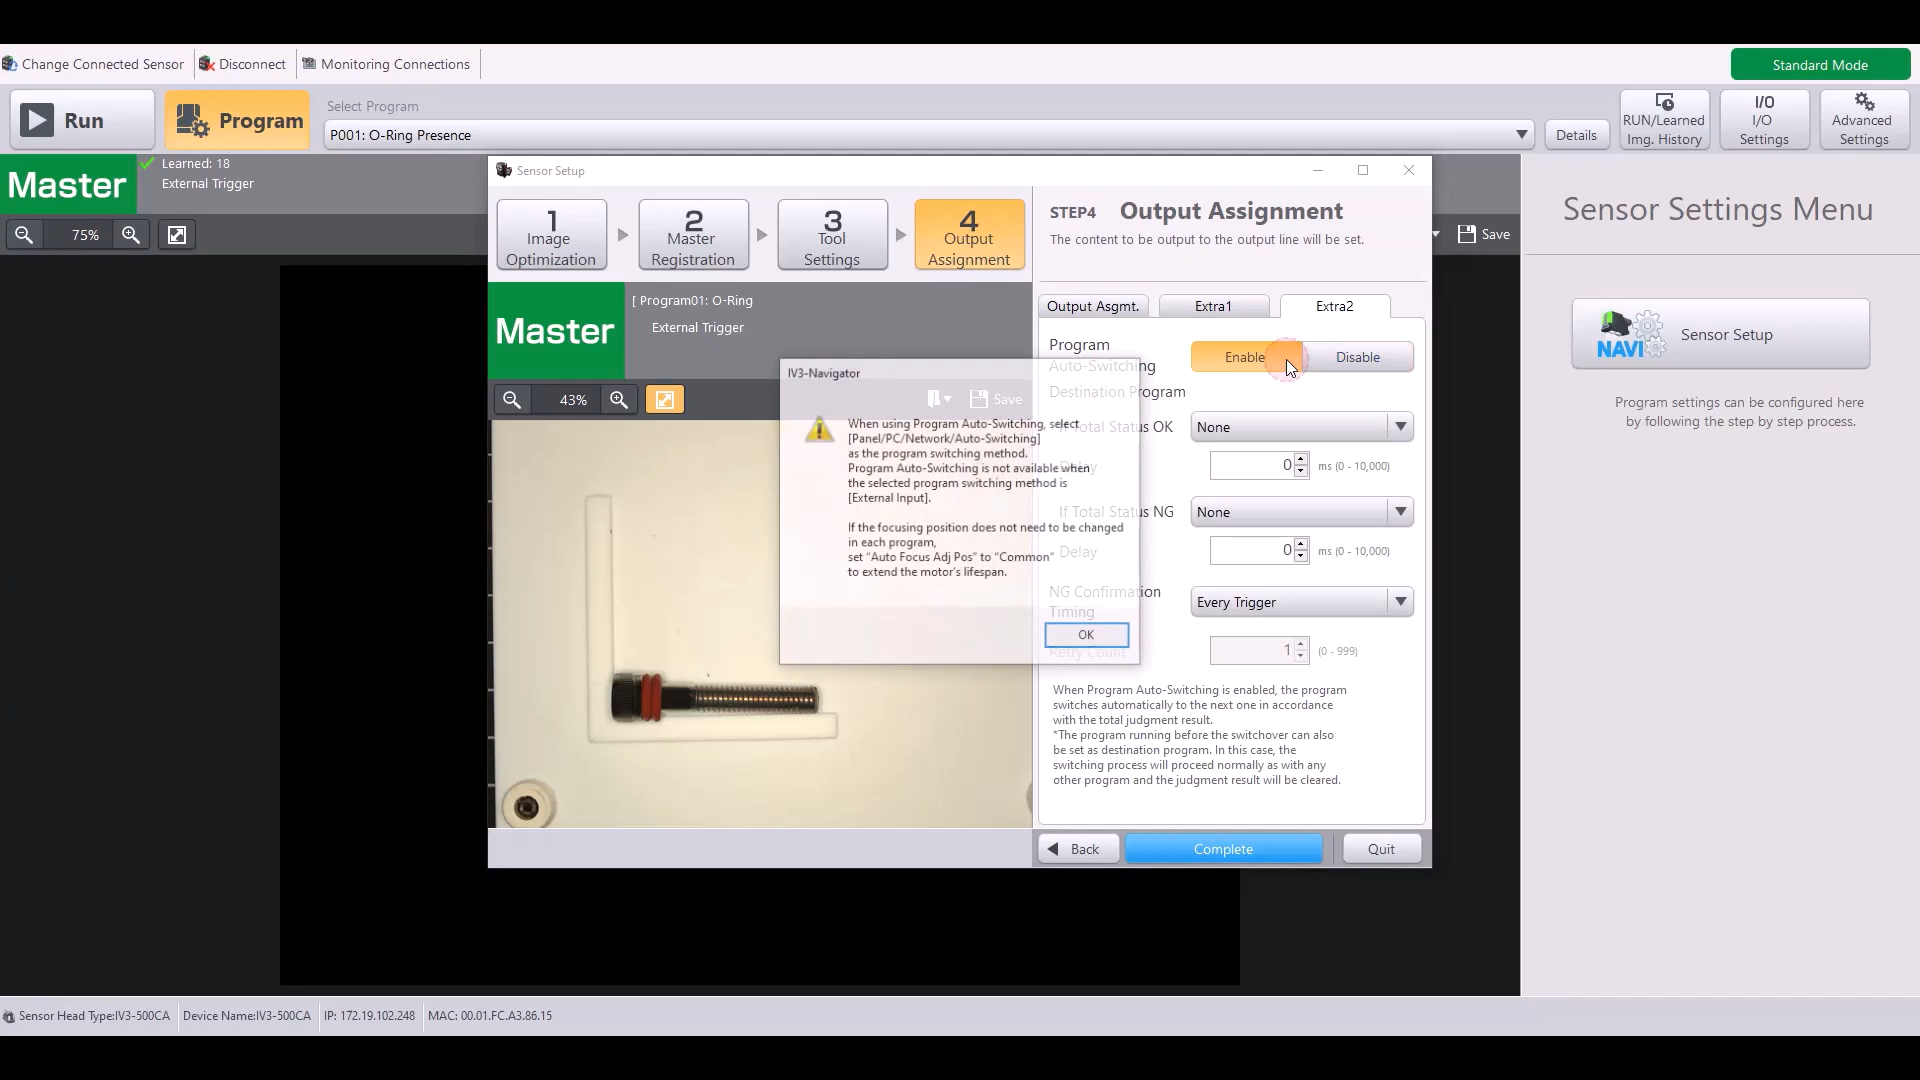 Change Connected Sensor
Disconnect
Monitoring Connections
Standard Mode
Run
Program
Select Program
P001: O-Ring Presence
Details
RUN/Learned
Img. History
I/O
I/O
Settings
Advanced
Settings
Master
Learned: 18
External Trigger
75%
Save
Sensor Setup
1
Image
Optimization
2
Master
Registration
3
Tool
Settings
4
Output
Assignment
STEP4 Output Assignment
The content to be output to the output line will be set.
Master
[ Program01: O-Ring
External Trigger
43%
Save
Output Asgmt.
Extra1
Extra2
Program
Auto-Switching
Enable
Disable
Destination Program
If Total Status OK
None
Delay
0
ms (0 - 10,000)
If Total Status NG
None
Delay
0
ms (0 - 10,000)
NG Confirmation
Timing
Every Trigger
Retry Count
1
(0 - 999)
When Program Auto-Switching is enabled, the program
switches automatically to the next one in accordance
with the total judgment result.
*The program running before the switchover can also
be set as destination program. In this case, the
switching process will proceed normally as with any
other program and the judgment result will be cleared.
IV3-Navigator
When using Program Auto-Switching, select
[Panel/PC/Network/Auto-Switching]
as the program switching method.
Program Auto-Switching is not available when
the selected program switching method is
[External Input].
If the focusing position does not need to be changed
in each program,
set "Auto Focus Adj Pos" to "Common"
to extend the motor's lifespan.
OK
Back
Complete
Quit
Sensor Settings Menu
NAVI
Sensor Setup
Program settings can be configured here
by following the step by step process.
Sensor Head Type:IV3-500CA
Device Name:IV3-500CA
IP: 172.19.102.248
MAC: 00.01.FC.A3.86.15